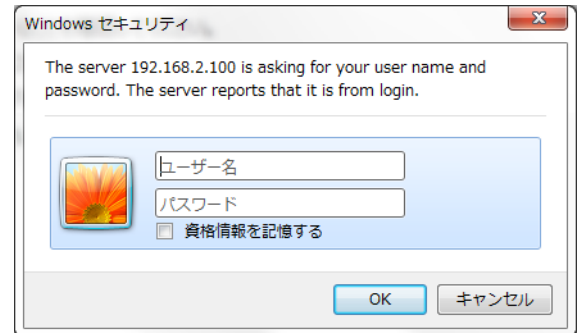 Windows セキュリティ
The server 192.168.2.100 is asking for your user name and
password. The server reports that it is from login.
ユーザー名
パスワード
資格情報を記憶する
OK
キャンセル